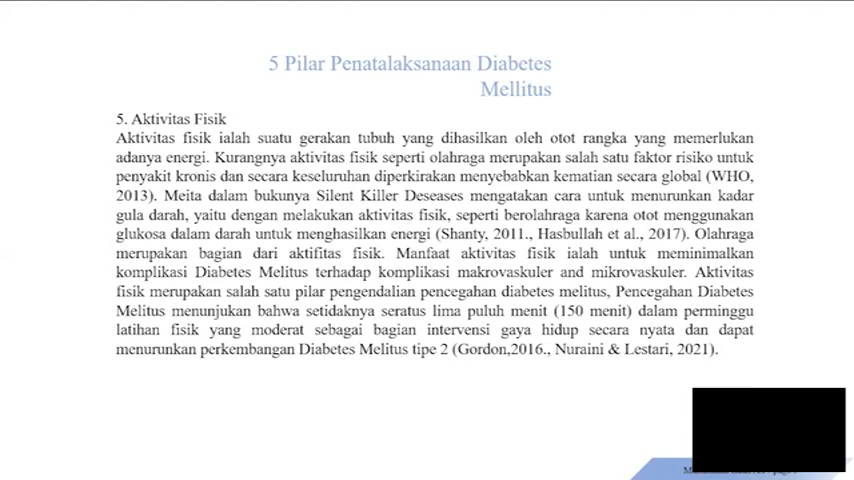 5 Pilar Penatalaksanaan Diabetes
Mellitus
5. Aktivitas Fisik
Aktivitas fisik ialah suatu gerakan tubuh yang dihasilkan oleh otot rangka yang memerlukan
adanya energi. Kurangnya aktivitas fisik seperti olahraga merupakan salah satu faktor risiko untuk
penyakit kronis dan secara keseluruhan diperkirakan menyebabkan kematian secara global (WHO,
2013). Meita dalam bukunya Silent Killer Deseases mengatakan cara untuk menurunkan kadar
gula darah, yaitu dengan melakukan aktivitas fisik, seperti berolahraga karena otot menggunakan
glukosa dalam darah untuk menghasilkan energi (Shanty, 2011., Hasbullah et al., 2017). Olahraga
merupakan bagian dari aktifitas fisik. Manfaat aktivitas fisik ialah untuk meminimalkan
komplikasi Diabetes Melitus terhadap komplikasi makrovaskuler and mikrovaskuler. Aktivitas
fisik merupakan salah satu pilar pengendalian pencegahan diabetes melitus, Pencegahan Diabetes
Melitus menunjukan bahwa setidaknya seratus lima puluh menit (150 menit) dalam perminggu
latihan fisik yang moderat sebagai bagian intervensi gaya hidup secara nyata dan dapat
menurunkan perkembangan Diabetes Melitus tipe 2 (Gordon,2016., Nuraini & Lestari, 2021).